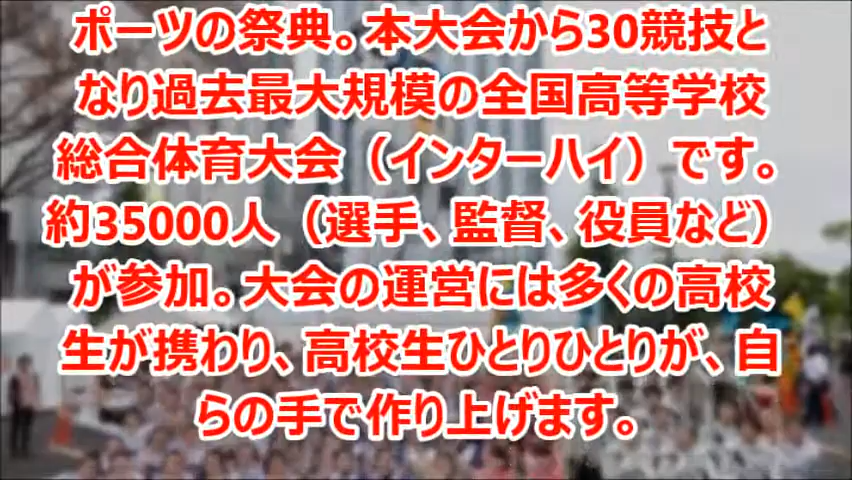 ポーツの祭典。本大会から30競技と
なり過去最大規模の全国高等学校
総合体育大会（インターハイ）です。
約35000人（選手、監督、役員など）
が参加。大会の運営には多くの高校
生が携わり、高校生ひとりひとりが、自
らの手で作り上げます。